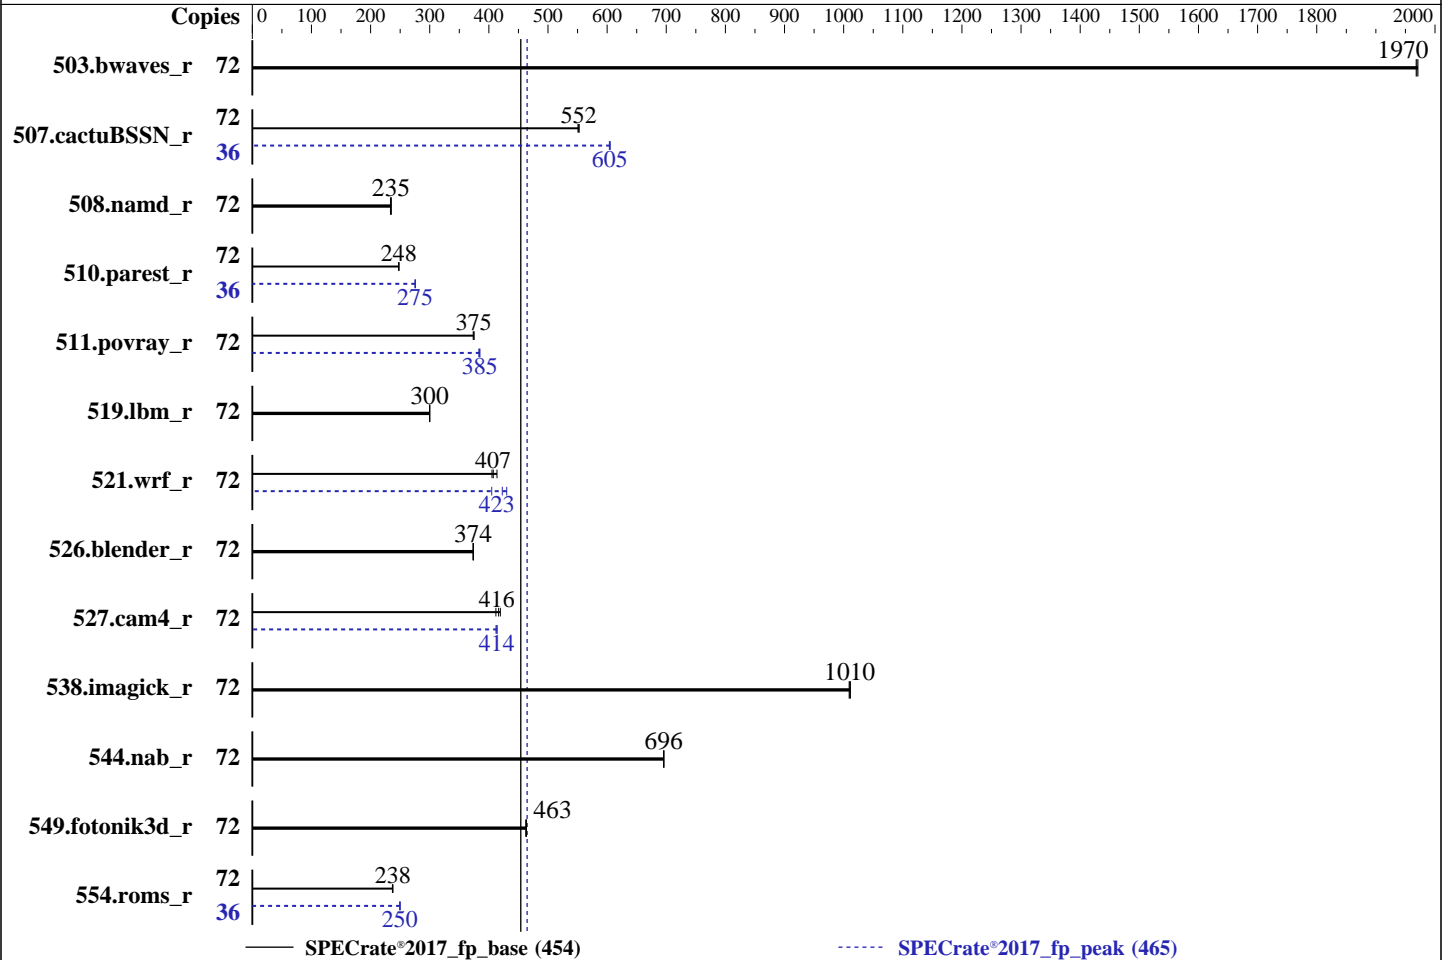 Copies 0 100 200 300 400 500 600 700 800 900 1000 1100 1200 1300 1400 1500 1600 1700 1800 2000
503.bwaves_r 72 1970
507.cactuBSSN_r 72 552
36 605
508.namd_r 72 235
510.parest_r 72 248
36 275
511.povray_r 72 375
385
519.lbm_r 72 300
521.wrf_r 72 407
423
526.blender_r 72 374
527.cam4_r 72 416
414
538.imagick_r 72 1010
544.nab_r 72 696
549.fotonik3d_r 72 463
554.roms_r 72 238
36 250
SPECrate®2017_fp_base (454) SPECrate®2017_fp_peak (465)